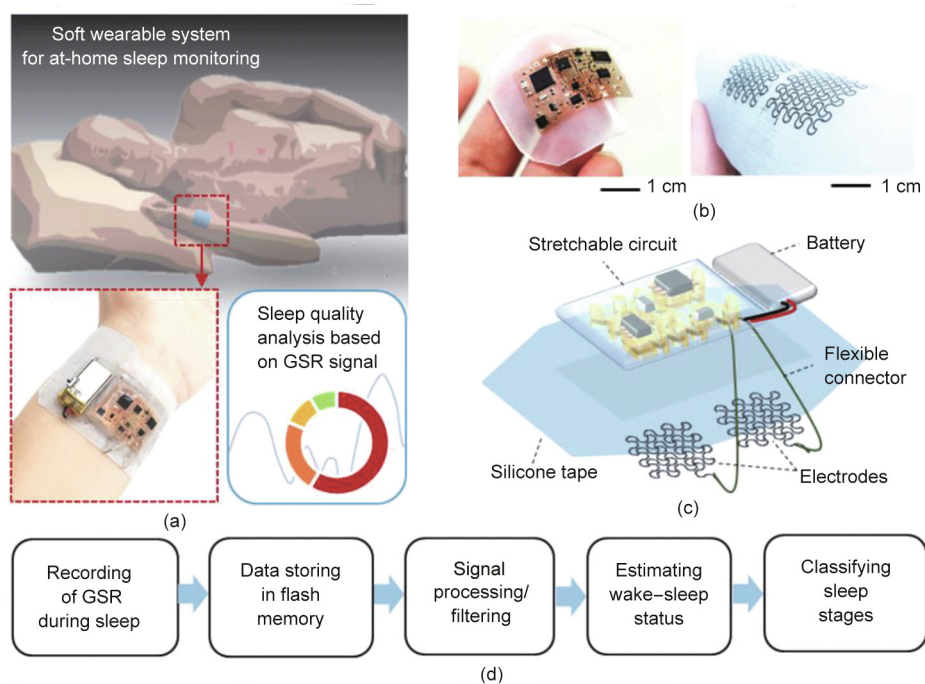 Soft wearable system
for at-home sleep monitoring
Sleep quality
analysis based
on GSR signal
(a)
1 cm
1 cm
(b)
Stretchable circuit
Battery
Flexible
connector
Silicone tape
Electrodes
(c)
Recording
of GSR
during sleep
Data storing
in flash
memory
Signal
processing/
filtering
Estimating
wake–sleep
status
Classifying
sleep
stages
(d)